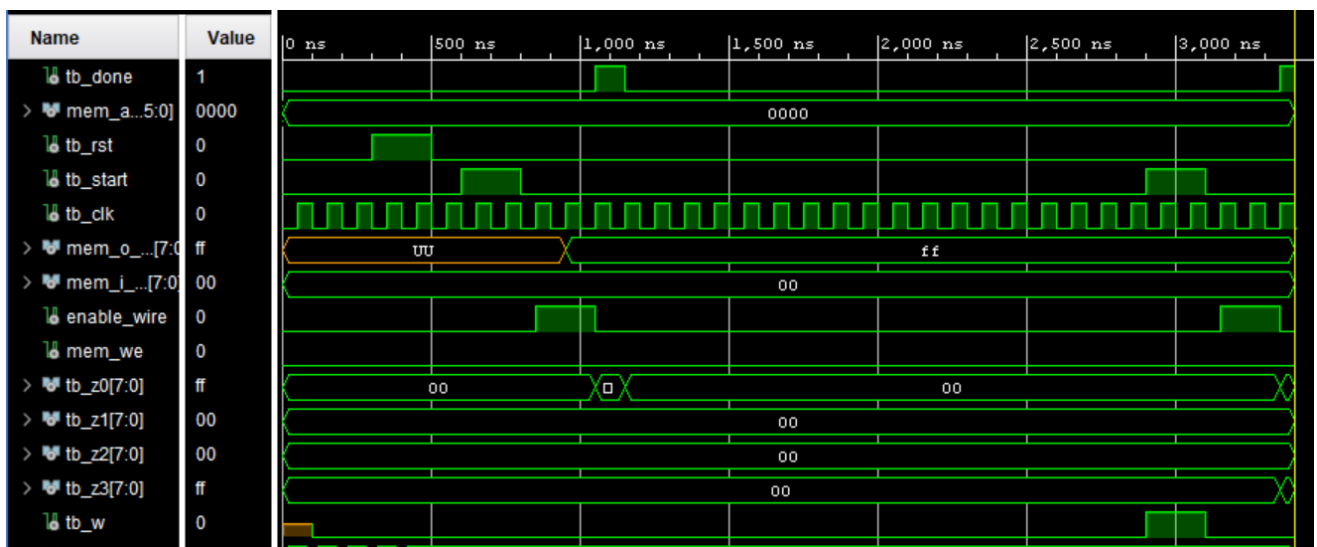 Name Value 0 ns 500 ns 1,000 ns 1,500 ns 2,000 ns 2,500 ns 3,000 ns
tb_done 1
mem_a...5:0] 0000 0000
tb_rst 0
tb_start 0
tb_clk 0
mem_o_...[7:0 ff UU ff
mem_i_...[7:0] 00 00
enable_wire 0
mem_we 0
tb_z0[7:0] ff 00 00
tb_z1[7:0] 00 00
tb_z2[7:0] 00 00
tb_z3[7:0] ff 00
tb_w 0